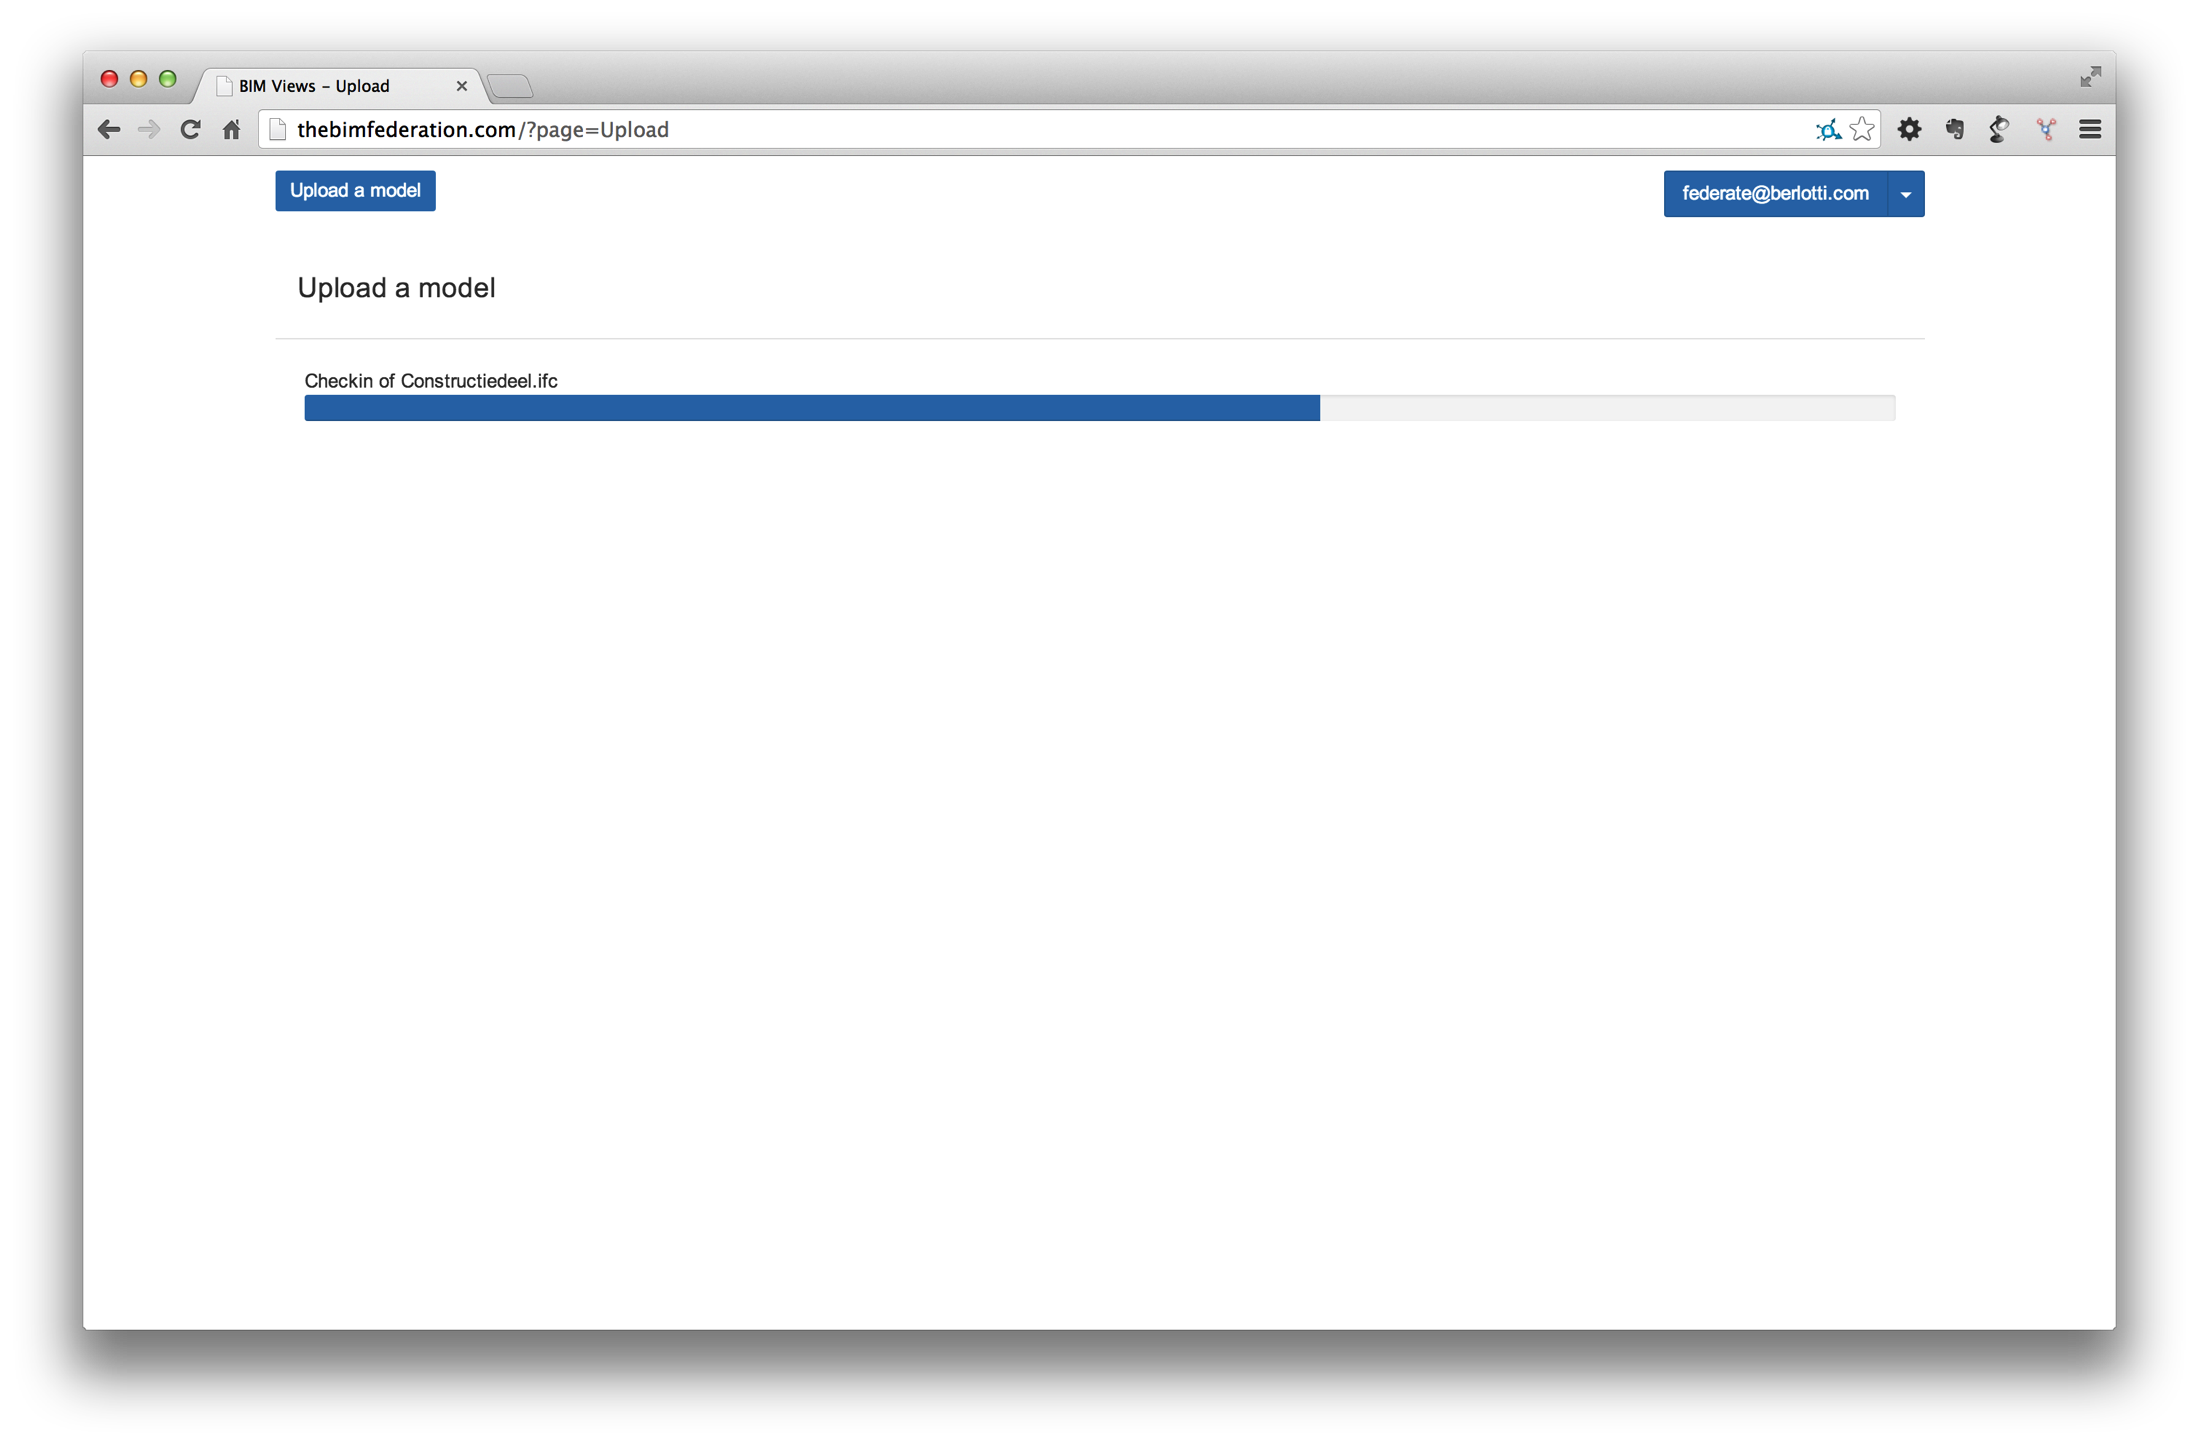 BIM Views – Upload
thebimfederation.com/?page=Upload
Upload a model
federate@berlotti.com
Upload a model
Checkin of Constructiedeel.ifc